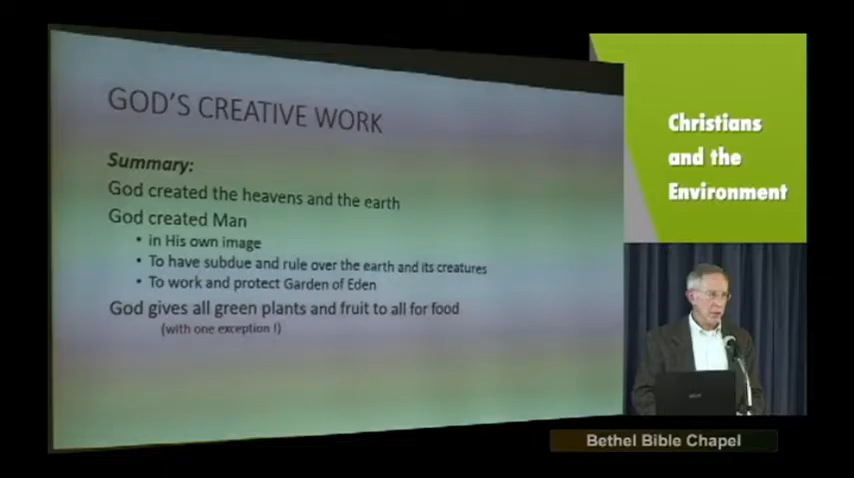 GOD'S CREATIVE WORK
Summary:
God created the heavens and the earth
God created Man
• in His own image
• To have subdue and rule over the earth and its creatures
• To work and protect Garden of Eden
God gives all green plants and fruit to all for food
(with one exception !)
Christians
and the
Environment
Bethel Bible Chapel